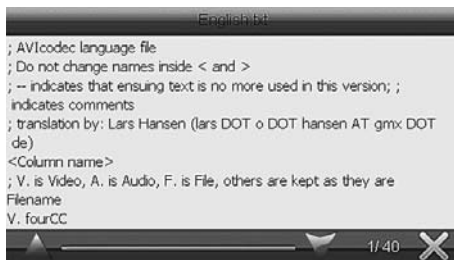 English.txt
; AVIcodec language file
; Do not change names inside < and >
; -- indicates that ensuing text is no more used in this version; ;
indicates comments
; translation by: Lars Hansen (lars DOT o DOT hansen AT gmx DOT
de)
<Column name>
; V. is Video, A. is Audio, F. is File, others are kept as they are
Filename
V. fourCC
1/40